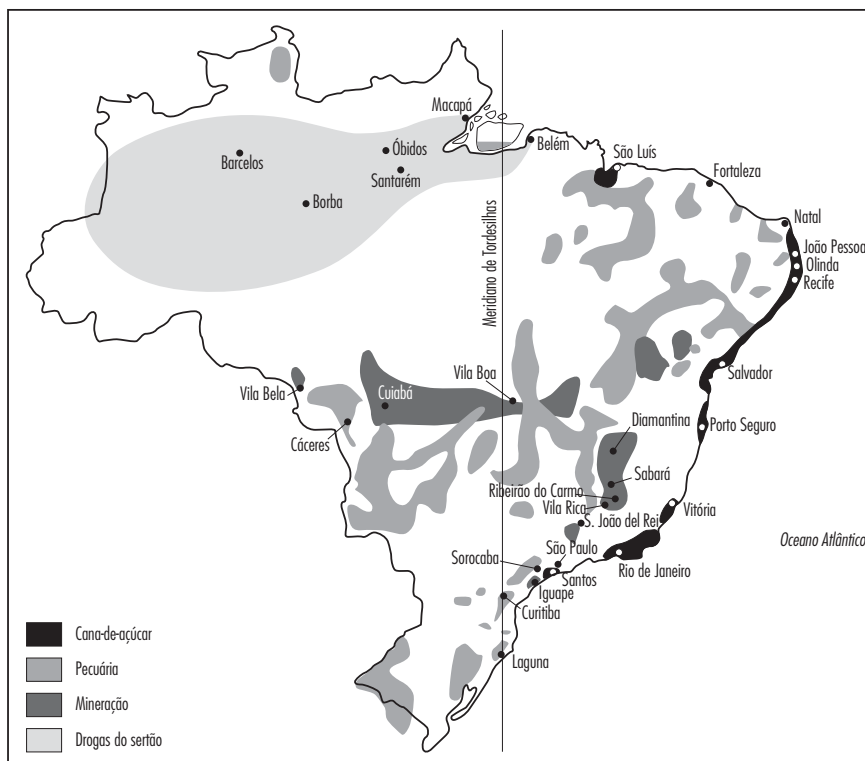 Macapá
Belém
São Luís
Fortaleza
Óbidos
Barcelos
Santarém
Borba
Natal
João Pessoa
Olinda
Recife
Meridiano de Tordesilhas
Salvador
Vila Bela
Cuiabá
Vila Boa
Cáceres
Diamantina
Porto Seguro
Sabará
Ribeirão do Carmo
Vila Rica
Vitória
S. João del Rei
Oceano Atlântico
São Paulo
Sorocaba
Rio de Janeiro
Santos
Iguape
Curitiba
Laguna
Cana-de-açúcar
Pecuária
Mineração
Drogas do sertão